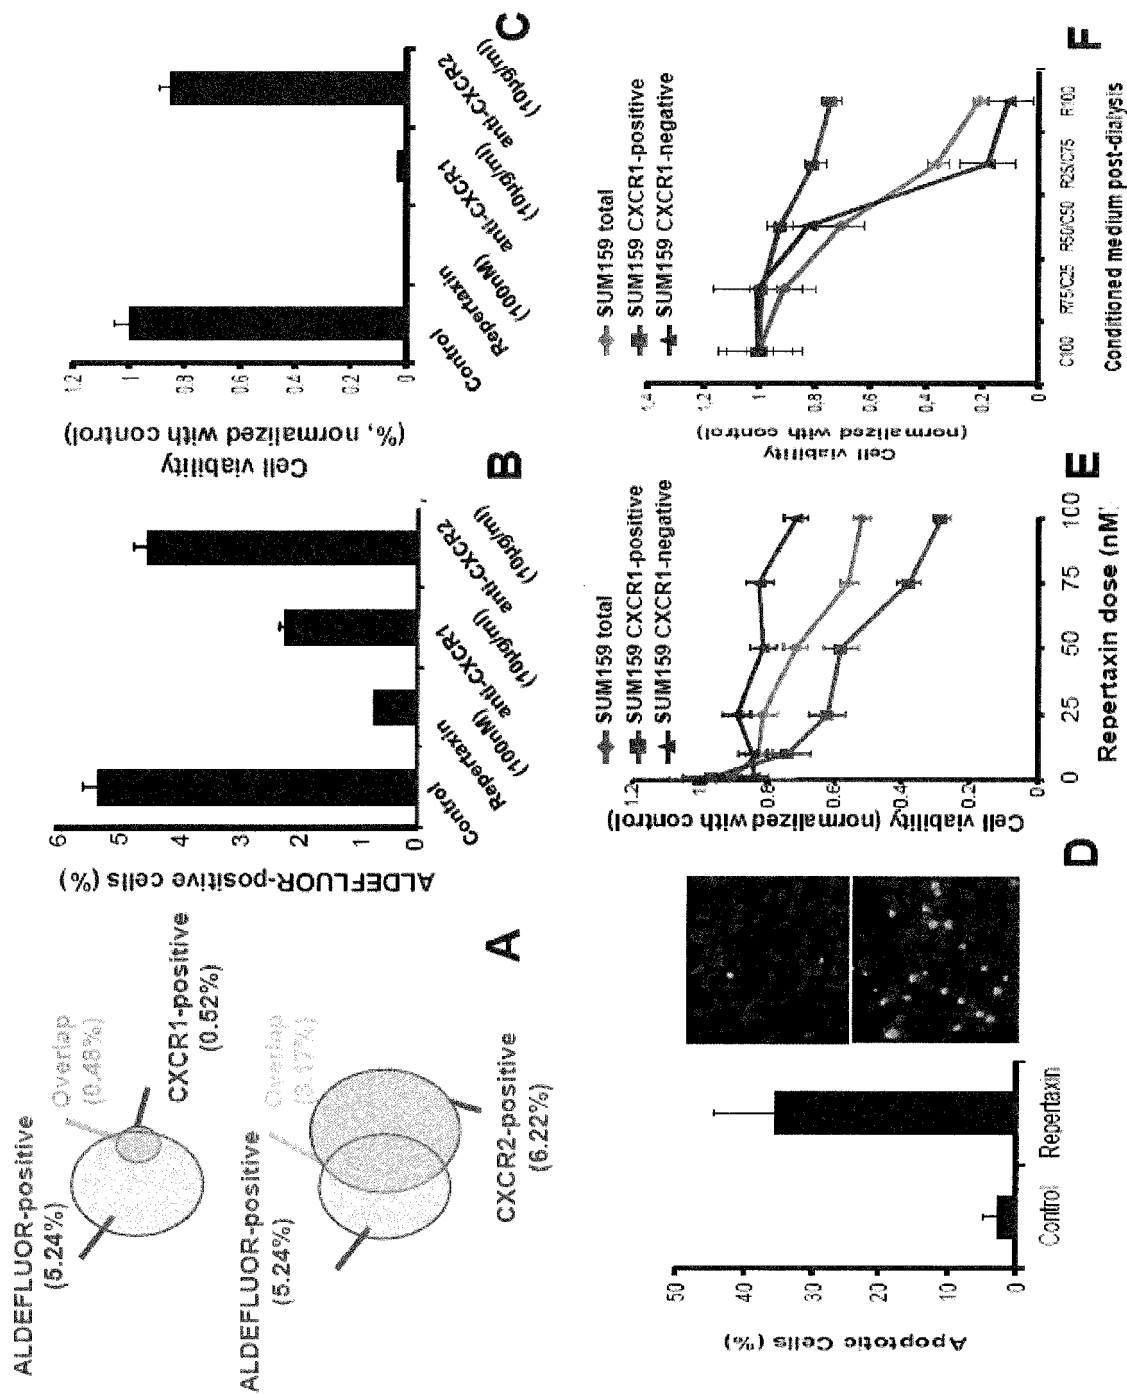 ALDEFLUOR-positive
(5.24%)
Overlap
(0.48%)
CXCR1-positive
(0.52%)
ALDEFLUOR-positive
(5.24%)
Overlap
CXCR2-positive
(6.22%)
A
ALDEFLUOR-positive cells (%)
6
5
4
3
2
1
0
Control
Repertaxin
(100nM)
anti-CXCR1
(10µg/ml)
anti-CXCR2
(10µg/ml)
B
Cell viability
(%, normalized with control)
1.2
1
0.8
0.6
0.4
0.2
0
Control
Repertaxin
(100nM)
anti-CXCR1
(10µg/ml)
anti-CXCR2
(10µg/ml)
C
Apoptotic Cells (%)
50
40
30
20
10
0
Control
Repertaxin
D
Cell viability (normalized with control)
1.2
1
0.8
0.6
0.4
0.2
0
SUM159 total
SUM159 CXCR1-positive
SUM159 CXCR1-negative
0
25
50
75
100
Repertaxin dose (nM)
E
Cell viability
(normalized with control)
1,4
1,2
1
0,8
0,6
0,4
0,2
0
SUM159 total
SUM159 CXCR1-positive
SUM159 CXCR1-negative
C100
R75/C25
R50/C50
R25/C75
R100
Conditioned medium post-dialysis
F